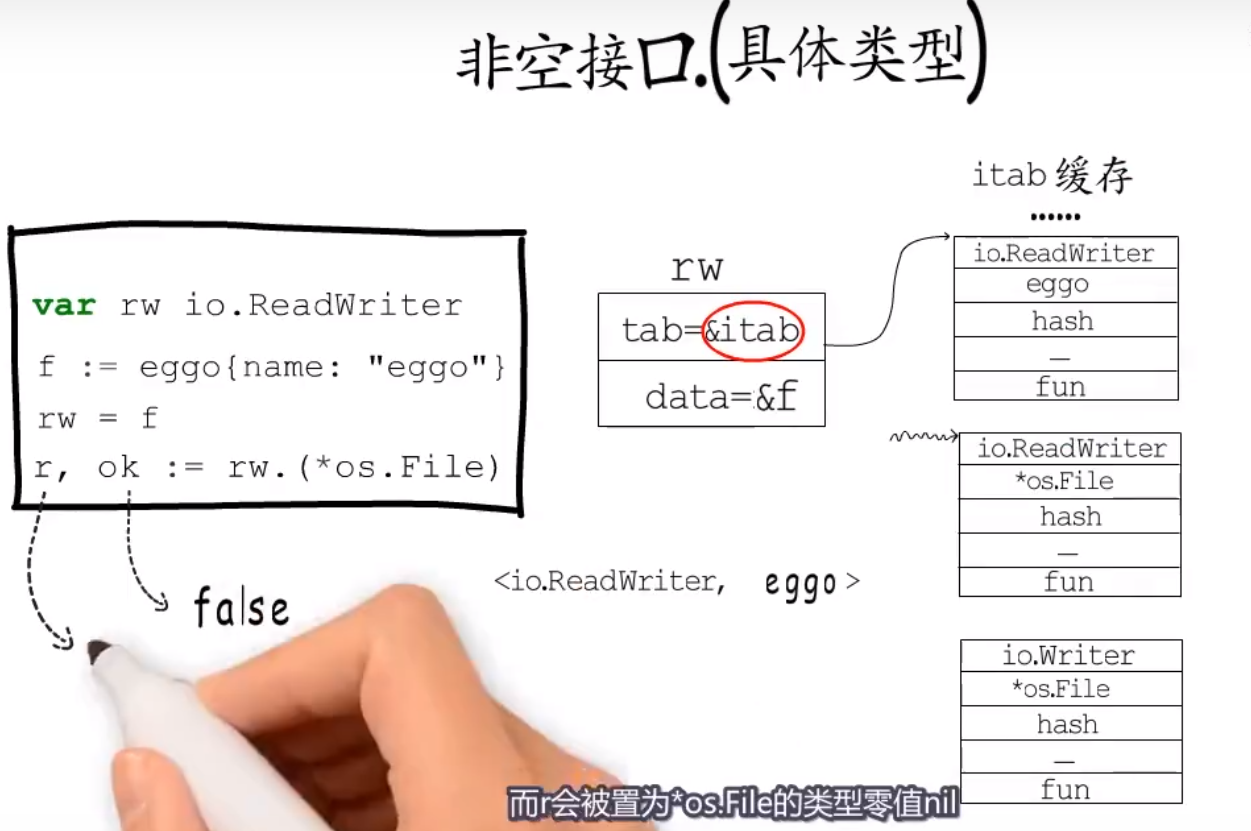 非空接口.(具体类型)
var rw io.ReadWriter
f := eggo{name: "eggo"}
rw = f
r, ok := rw.(*os.File)
false
rw
tab=&itab
data=&f
<io.ReadWriter, eggo>
itab 缓存
......
io.ReadWriter
eggo
hash
—
fun
io.ReadWriter
*os.File
hash
—
fun
io.Writer
*os.File
hash
—
fun
而r会被置为*os.File的类型零值nil